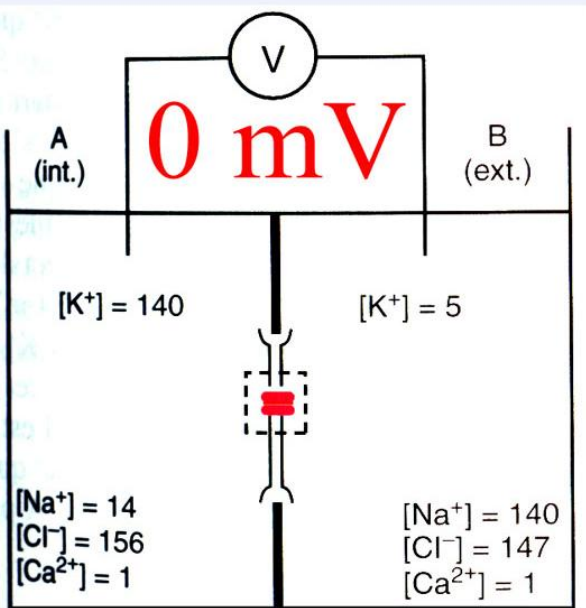 V
0 mV
A
(int.)
B
(ext.)
[K⁺] = 140
[K⁺] = 5
[Na⁺] = 14
[Cl⁻] = 156
[Ca²⁺] = 1
[Na⁺] = 140
[Cl⁻] = 147
[Ca²⁺] = 1